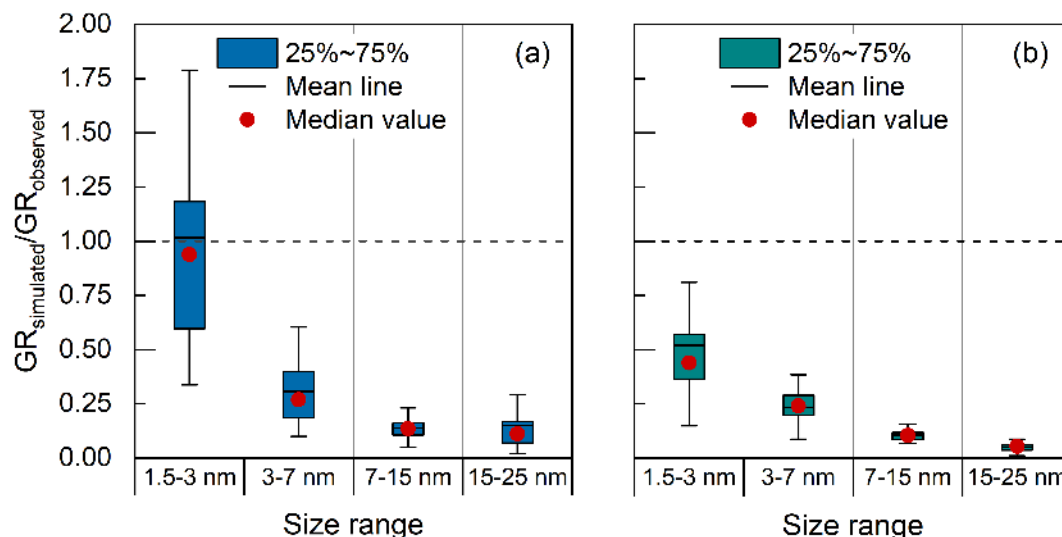 2.00
1.75
1.50
1.25
1.00
0.75
0.50
0.25
0.00
GRsimulated/GRobserved
25%~75%
Mean line
Median value
(a)
1.5-3 nm 3-7 nm 7-15 nm 15-25 nm
Size range
25%~75%
Mean line
Median value
(b)
1.5-3 nm 3-7 nm 7-15 nm 15-25 nm
Size range